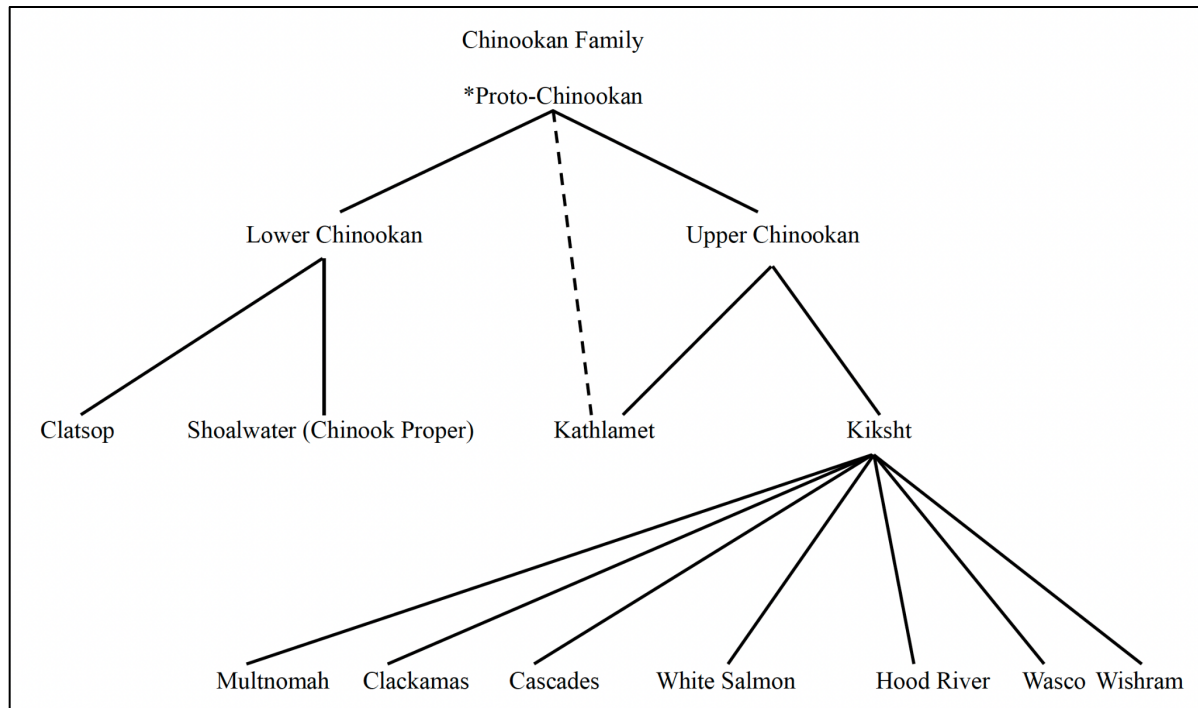 Chinookan Family
*Proto-Chinookan
Lower Chinookan
Upper Chinookan
Clatsop
Shoalwater (Chinook Proper)
Kathlamet
Kiksht
Multnomah
Clackamas
Cascades
White Salmon
Hood River
Wasco
Wishram